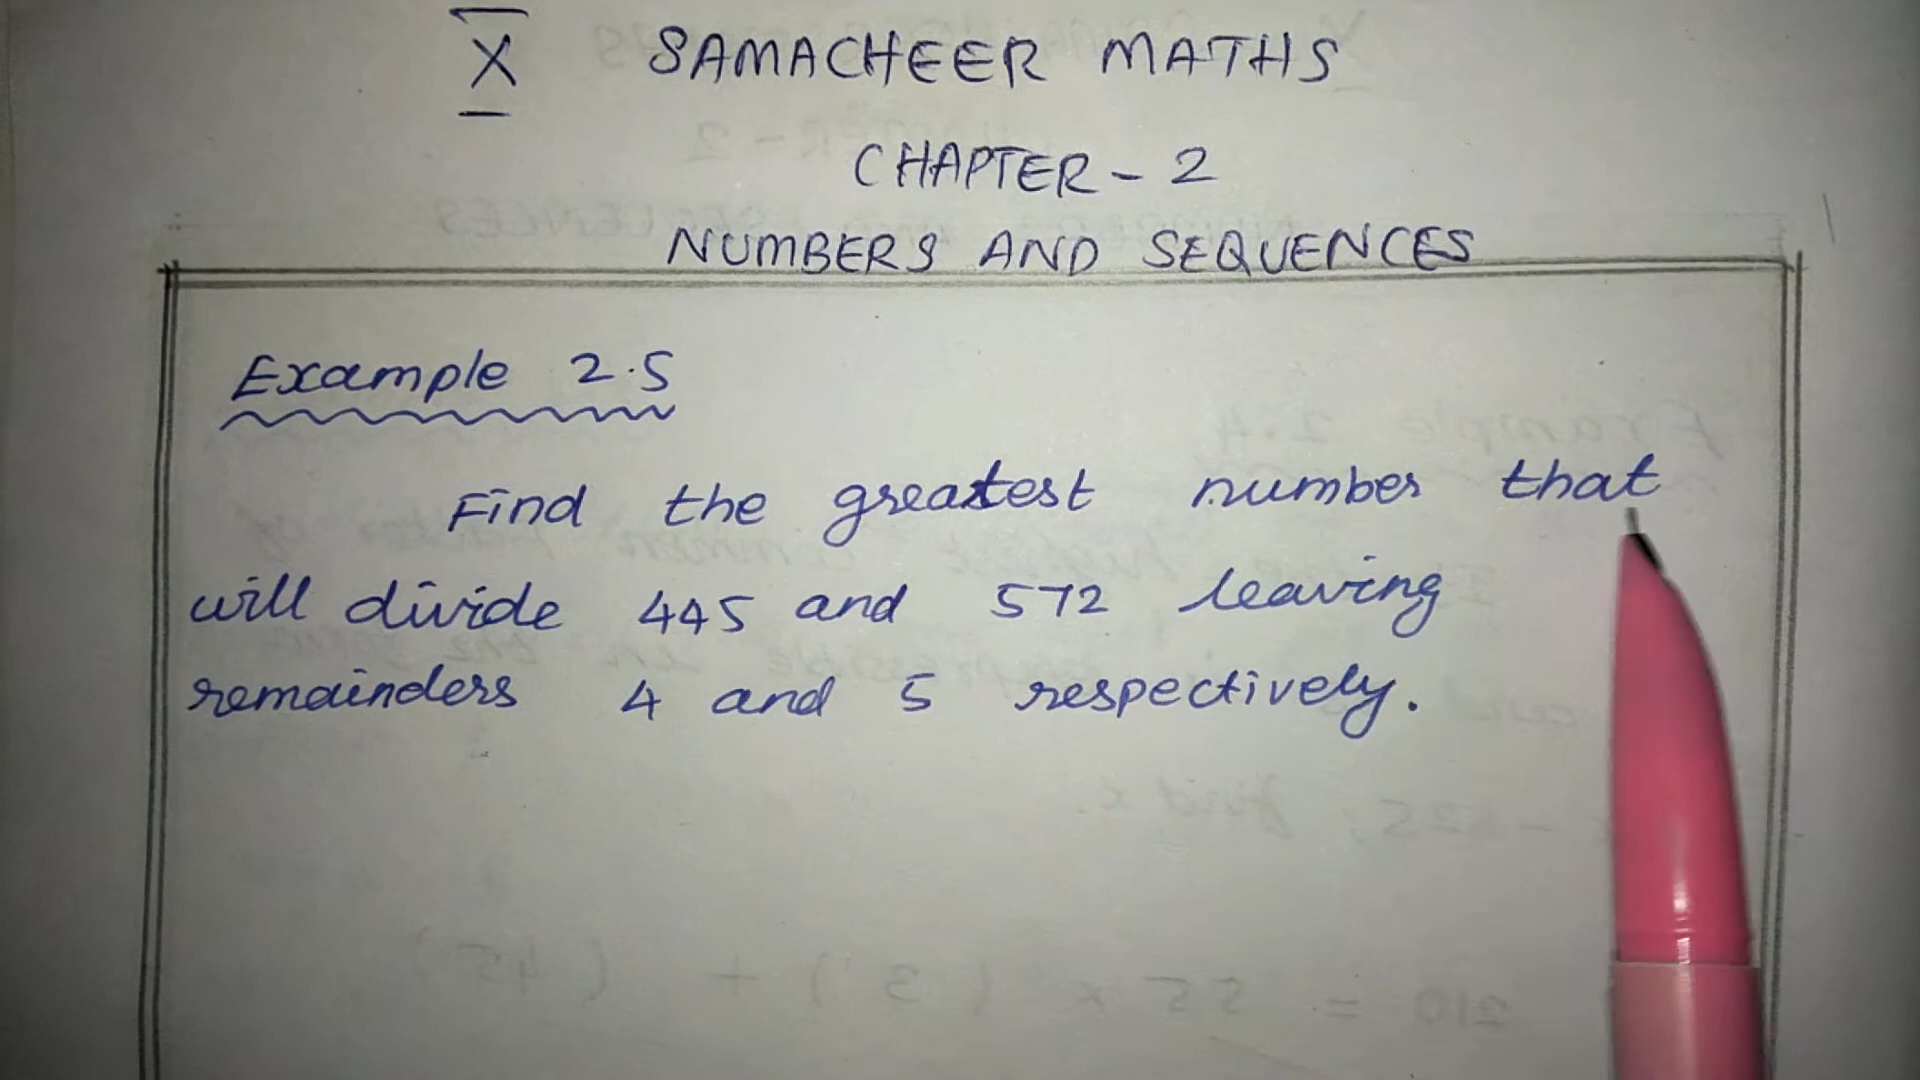 X SAMACHEER MATHS
CHAPTER - 2
NUMBERS AND SEQUENCES
Example 2.5
Find the greatest number that
will divide 445 and 572 leaving
remainders 4 and 5 respectively.